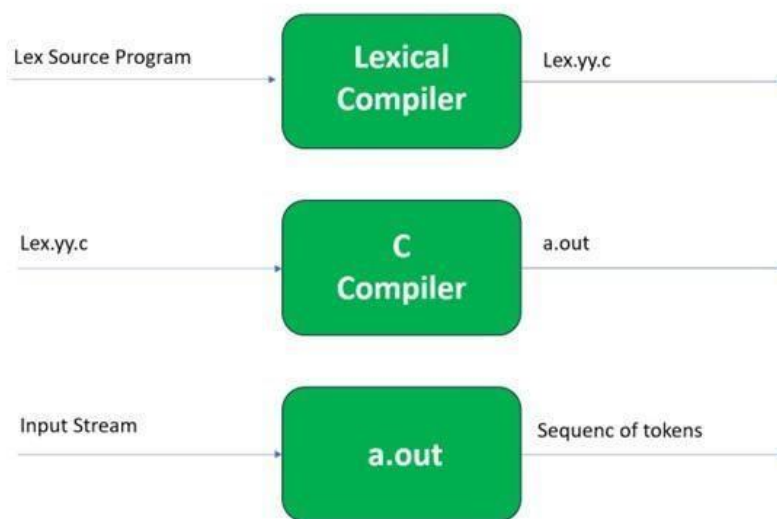 Lex Source Program
Lexical
Compiler
Lex.yy.c
Lex.yy.c
C
Compiler
a.out
Input Stream
a.out
Sequenc of tokens